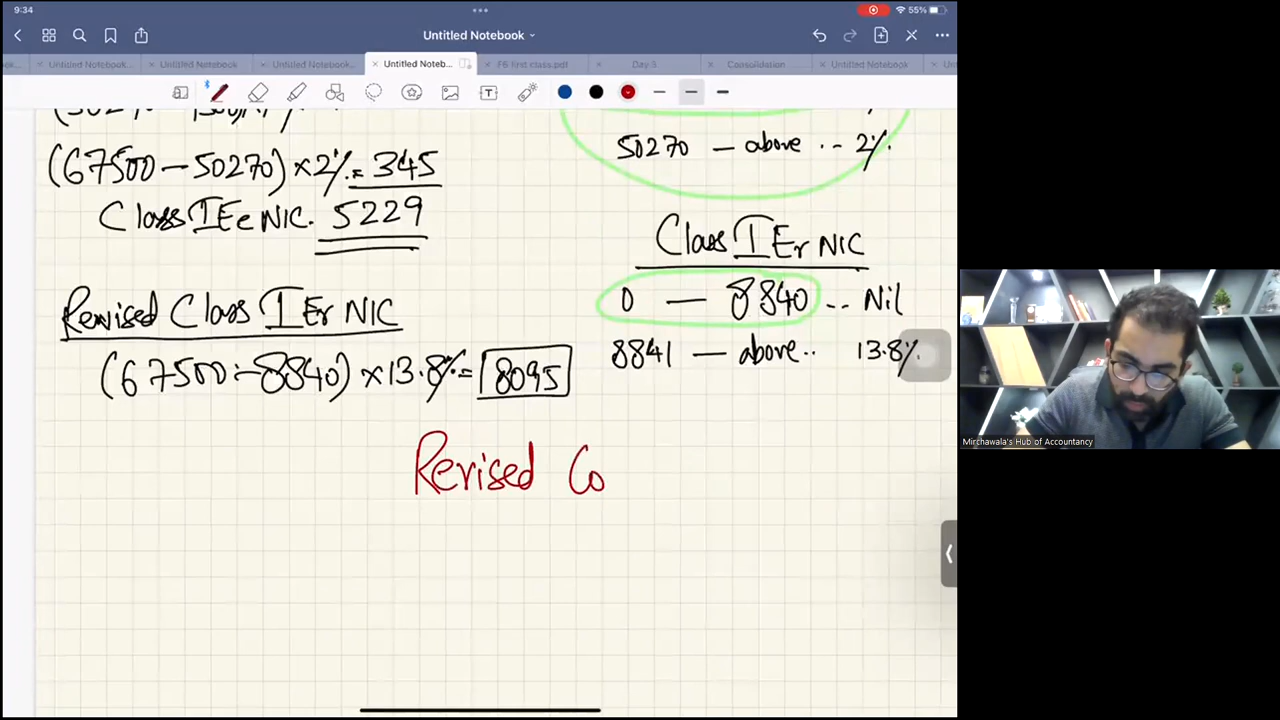 9:34
55%
Untitled Notebook
Untitled Notebook...
Untitled Notebook
Untitled Notebook
Untitled Noteb...
F6 first class.pdf
Day 3
Consolidation
Untitled Notebook
(67500 - 50270) x 2% = 345
Class I Ee NIC. 5229
Revised Class I Er NIC
(67500 - 8840) x 13.8% = 8095
Revised Co
50270 - above .. 2%
Class I Er NIC
0 - 8840 .. Nil
8841 - above .. 13.8%
Mirchawala's Hub of Accountancy